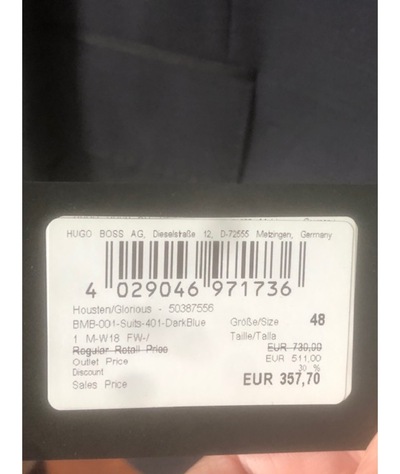 HUGO BOSS AG, Dieselstraße 12, D-72555 Metzingen, Germany
4 029046 971736
Housten/Glorious - 50387556
BMB-001-Suits-401-DarkBlue Größe/Size 48
1 M-W18 FW-/ Taille/Talla
Regular Retail Price EUR 730,00
Outlet Price EUR 511,00
Discount 30 %
Sales Price EUR 357,70